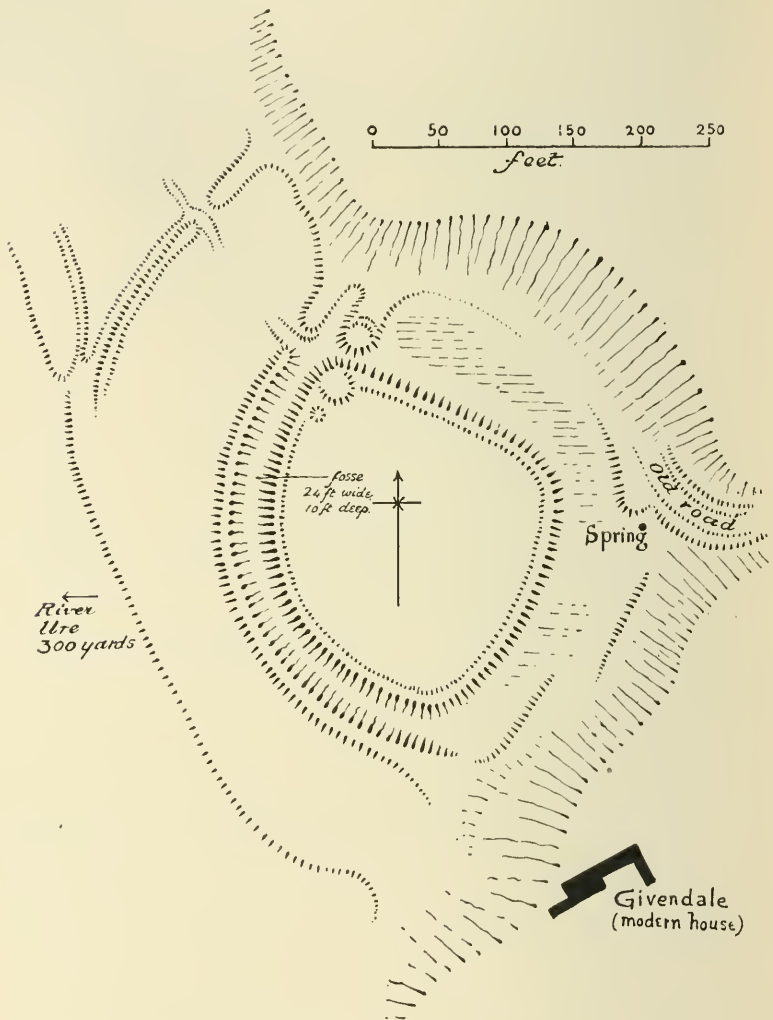 0 50 100 150 200 250
feet.
fosse
24 ft wide,
10 ft deep.
Old road
Spring
River
Ure
300 yards
Givendale
(modern house)